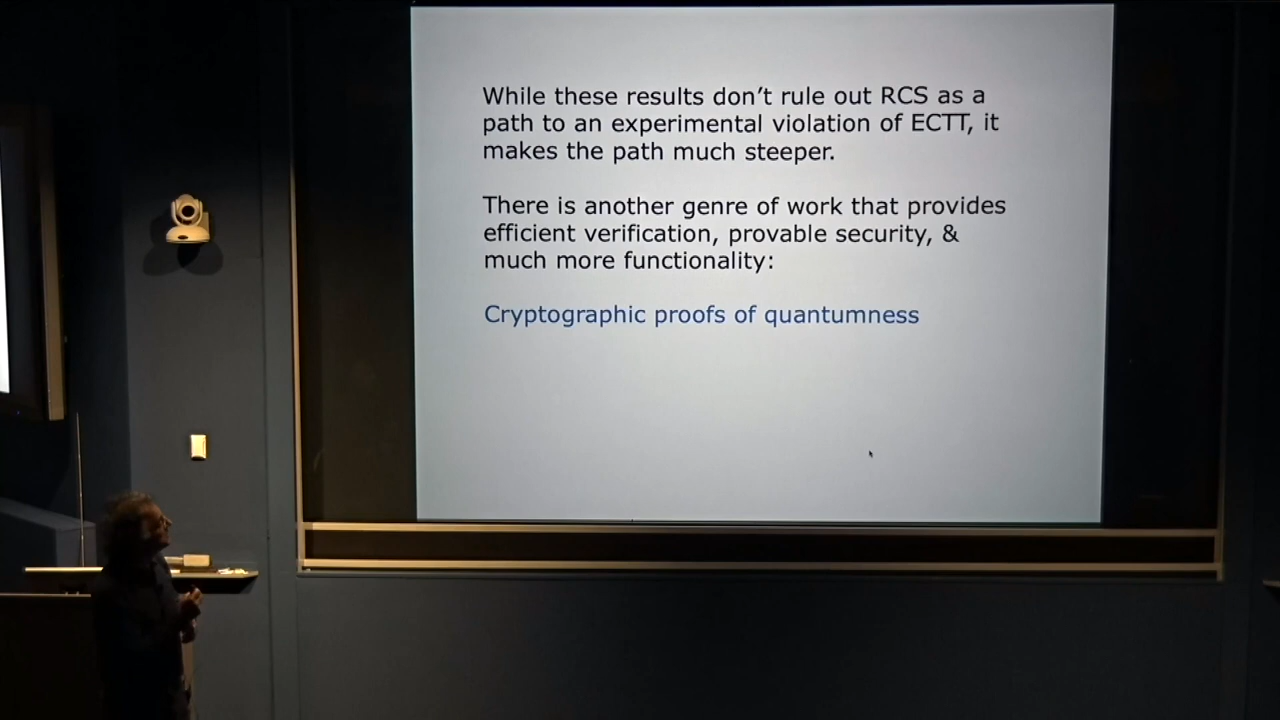 While these results don't rule out RCS as a
path to an experimental violation of ECTT, it
makes the path much steeper.
There is another genre of work that provides
efficient verification, provable security, &
much more functionality:
Cryptographic proofs of quantumness